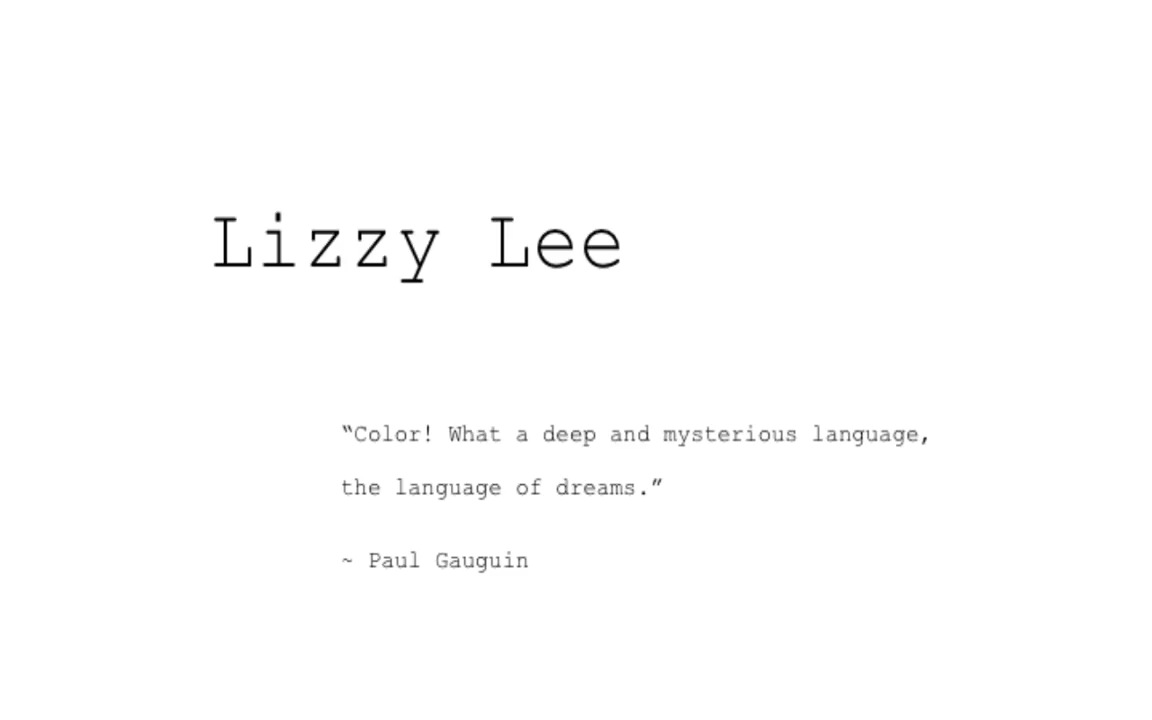 Lizzy Lee
“Color! What a deep and mysterious language,
the language of dreams.”
~ Paul Gauguin